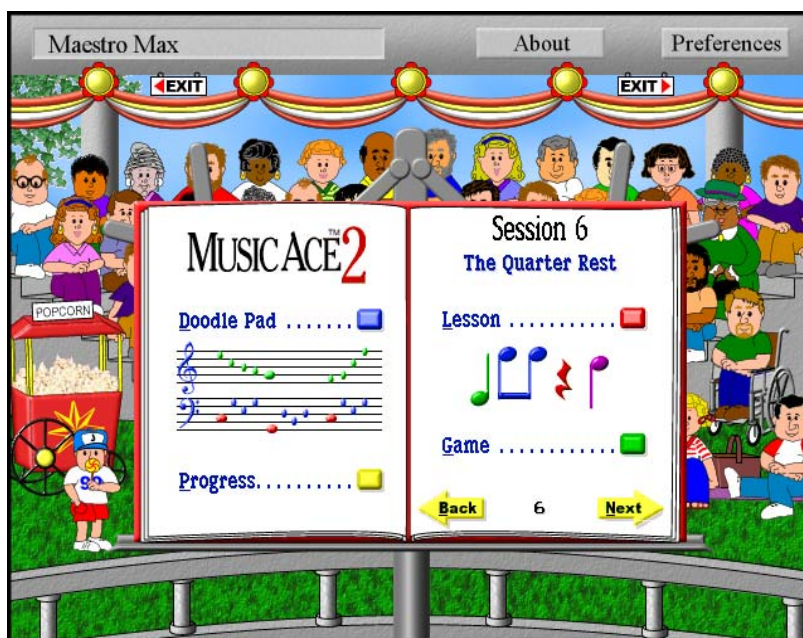 Maestro Max
About
Preferences
EXIT
EXIT
POPCORN
MUSIC ACE™ 2
Doodle Pad .......
Progress..........
Session 6
The Quarter Rest
Lesson ...........
Game ............
Back
6
Next
J